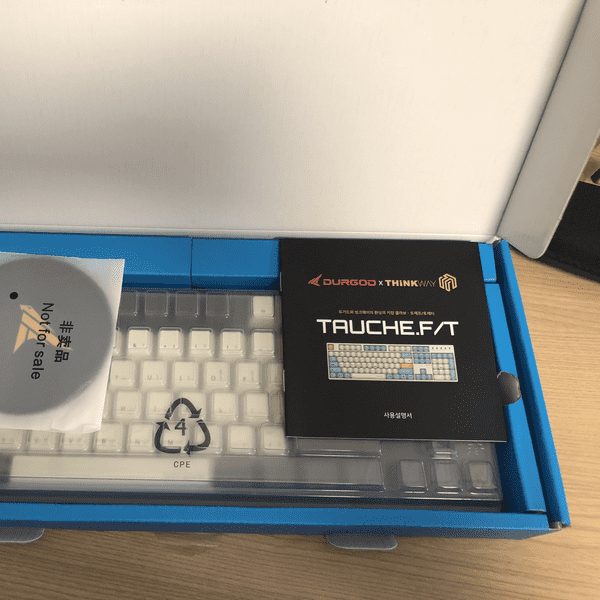 DURGOD x THINKWAY
TAUCHE.F/T
사용설명서
非卖品
Not for sale
4
CPE